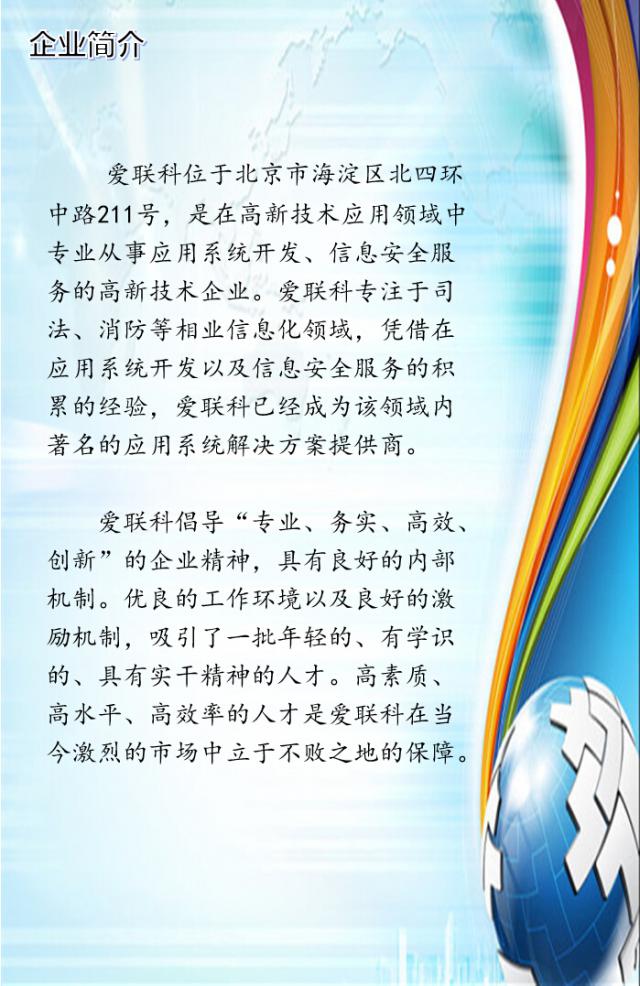 企业简介
爱联科位于北京市海淀区北四环
中路211号，是在高新技术应用领域中
专业从事应用系统开发、信息安全服
务的高新技术企业。爱联科专注于司
法、消防等相业信息化领域，凭借在
应用系统开发以及信息安全服务的积
累的经验，爱联科已经成为该领域内
著名的应用系统解决方案提供商。
爱联科倡导“专业、务实、高效、
创新”的企业精神，具有良好的内部
机制。优良的工作环境以及良好的激
励机制，吸引了一批年轻的、有学识
的、具有实干精神的人才。高素质、
高水平、高效率的人才是爱联科在当
今激烈的市场中立于不败之地的保障。